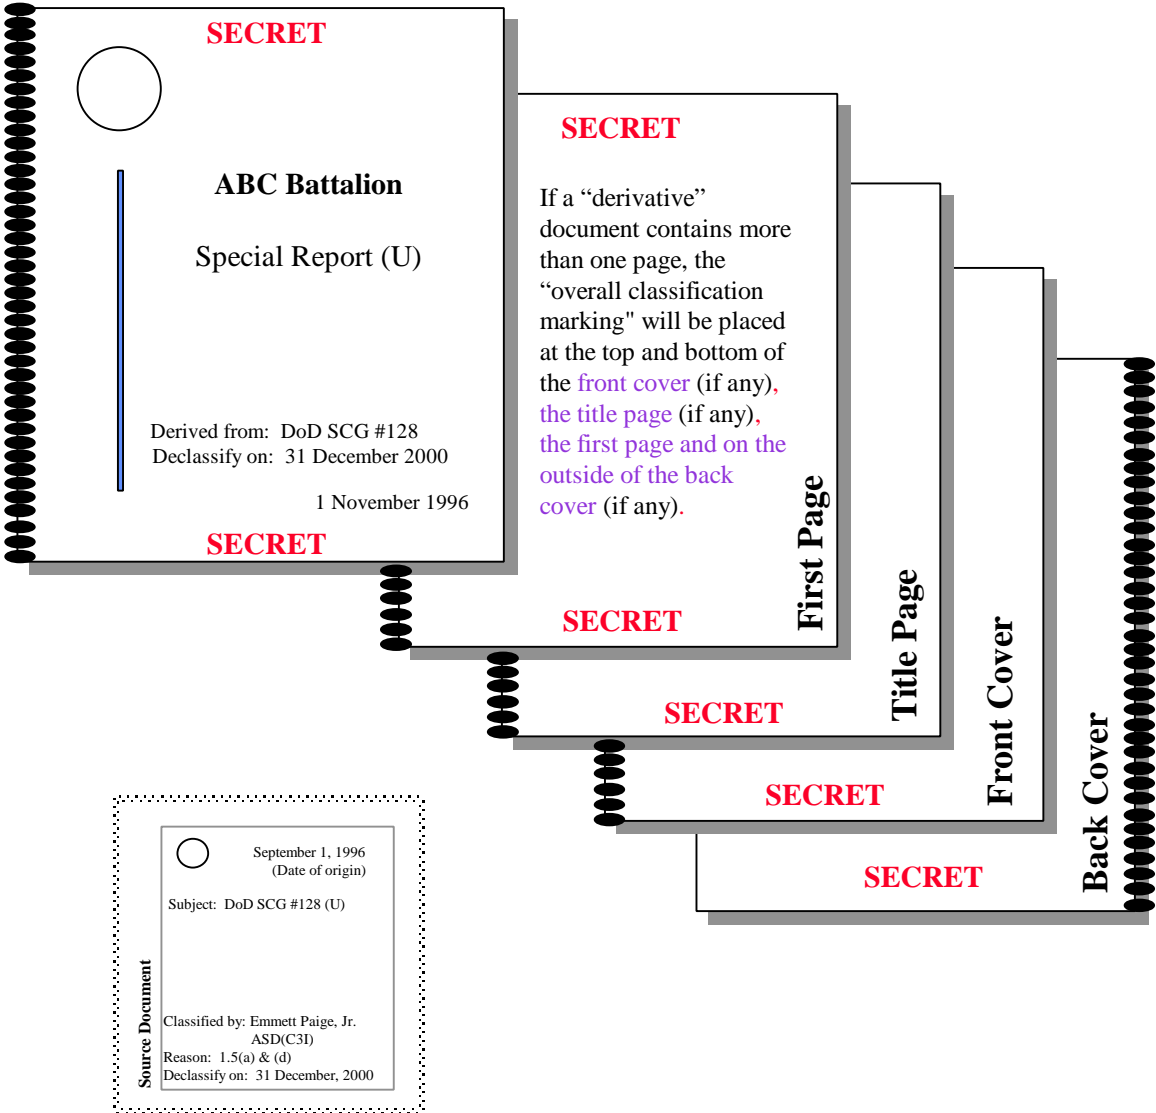 SECRET
ABC Battalion
Special Report (U)
Derived from: DoD SCG #128
Declassify on: 31 December 2000
1 November 1996
SECRET
SECRET
If a “derivative”
document contains more
than one page, the
“overall classification
marking" will be placed
at the top and bottom of
the front cover (if any),
the title page (if any),
the first page and on the
outside of the back
cover (if any).
First Page
SECRET
Title Page
SECRET
Front Cover
SECRET
Back Cover
SECRET
Source Document
September 1, 1996
(Date of origin)
Subject: DoD SCG #128 (U)
Classified by: Emmett Paige, Jr.
ASD(C3I)
Reason: 1.5(a) & (d)
Declassify on: 31 December, 2000